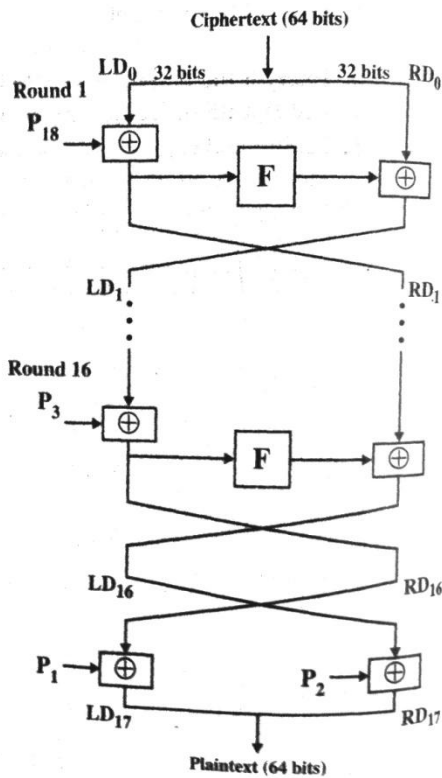 Ciphertext (64 bits)
LD0 32 bits 32 bits RD0
Round 1
P18
F
LD1 RD1
Round 16
P3
F
LD16 RD16
P1 P2
LD17 RD17
Plaintext (64 bits)